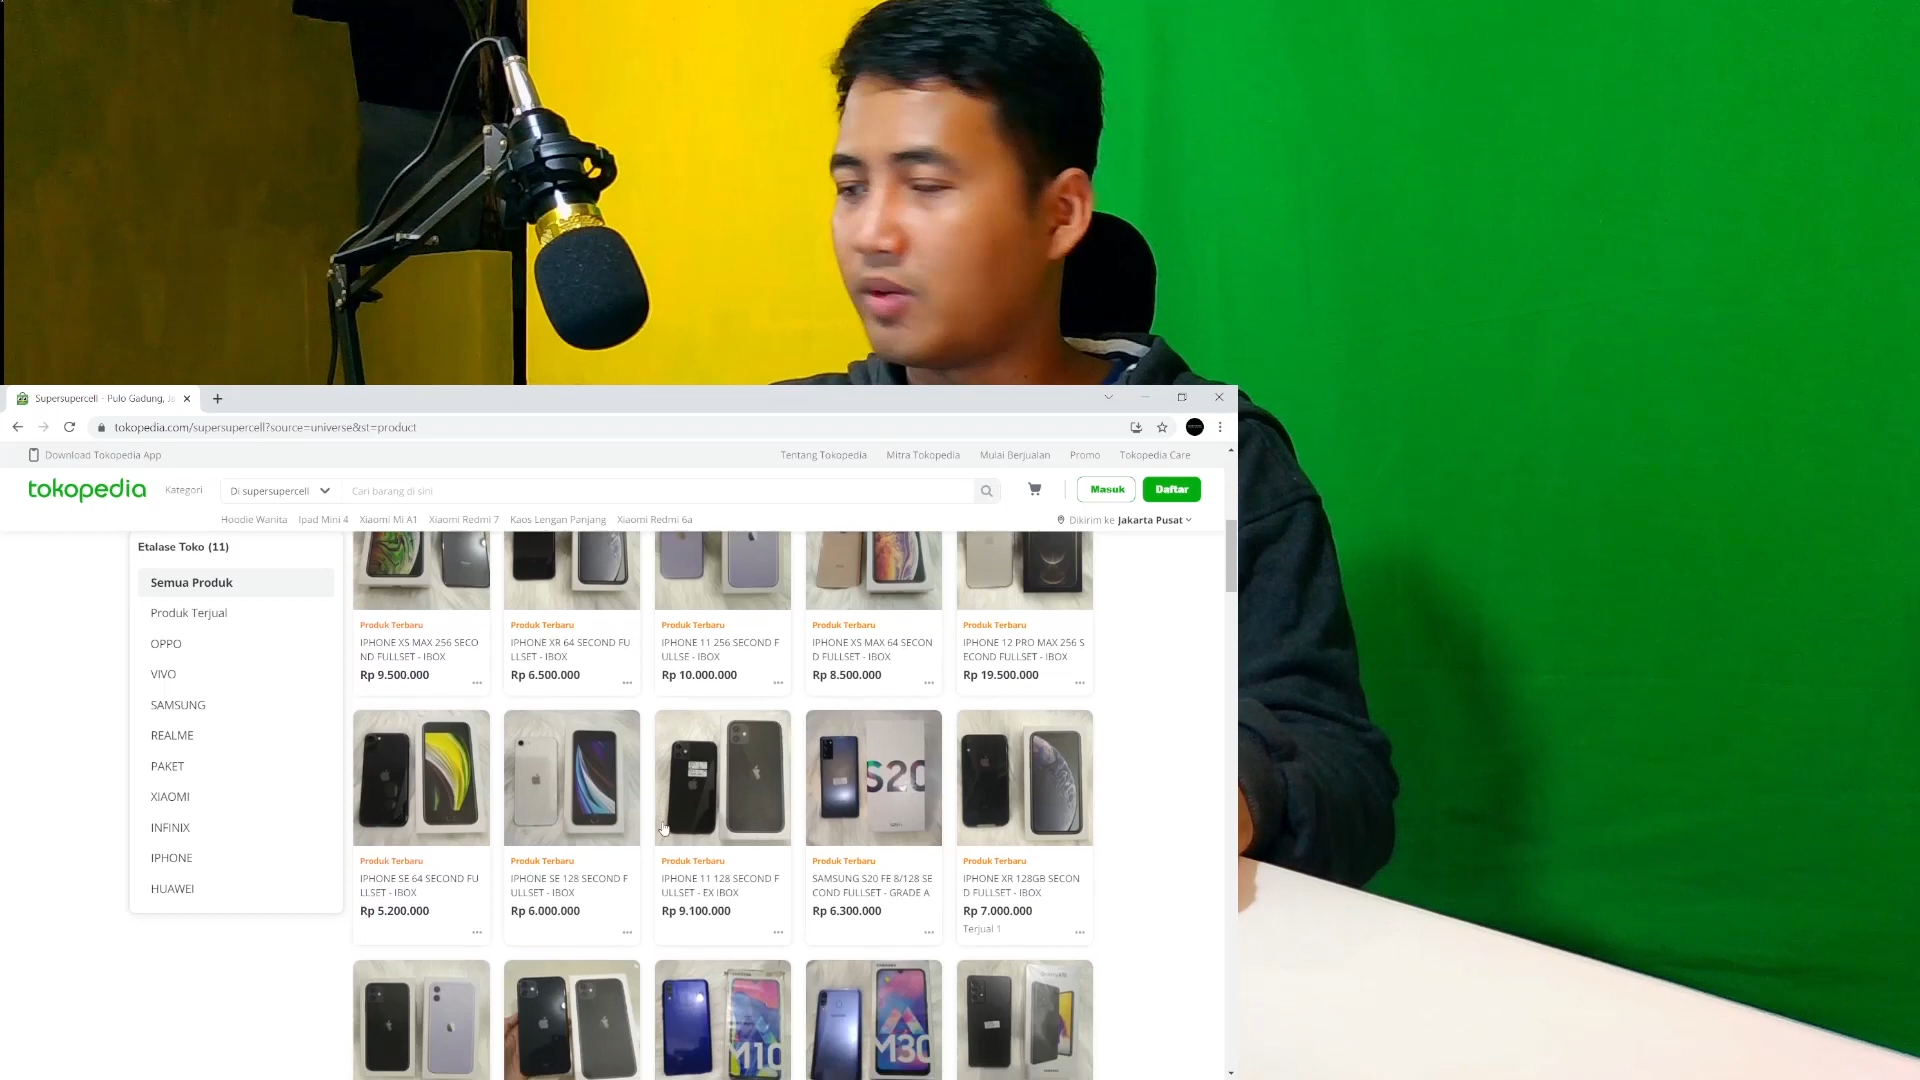 Supersupercell - Pulo Gadung, Ja
tokopedia.com/supersupercell?source=universe&st=product
Download Tokopedia App
Tentang Tokopedia
Mitra Tokopedia
Mulai Berjualan
Promo
Tokopedia Care
tokopedia
Kategori
Di supersupercell
Cari barang di sini
Masuk
Daftar
Hoodie Wanita
Ipad Mini 4
Xiaomi Mi A1
Xiaomi Redmi 7
Kaos Lengan Panjang
Xiaomi Redmi 6a
Dikirim ke Jakarta Pusat
Etalase Toko (11)
Semua Produk
Produk Terjual
OPPO
VIVO
SAMSUNG
REALME
PAKET
XIAOMI
INFINIX
IPHONE
HUAWEI
Produk Terbaru
IPHONE XS MAX 256 SECO
ND FULLSET - IBOX
Rp 9.500.000
Produk Terbaru
IPHONE XR 64 SECOND FU
LLSET - IBOX
Rp 6.500.000
Produk Terbaru
IPHONE 11 256 SECOND F
ULLSE - IBOX
Rp 10.000.000
Produk Terbaru
IPHONE XS MAX 64 SECON
D FULLSET - IBOX
Rp 8.500.000
Produk Terbaru
IPHONE 12 PRO MAX 256 S
ECOND FULLSET - IBOX
Rp 19.500.000
S20
Produk Terbaru
IPHONE SE 64 SECOND FU
LLSET - IBOX
Rp 5.200.000
Produk Terbaru
IPHONE SE 128 SECOND F
ULLSET - IBOX
Rp 6.000.000
Produk Terbaru
IPHONE 11 128 SECOND F
ULLSET - EX IBOX
Rp 9.100.000
Produk Terbaru
SAMSUNG S20 FE 8/128 SE
COND FULLSET - GRADE A
Rp 6.300.000
Produk Terbaru
IPHONE XR 128GB SECON
D FULLSET - IBOX
Rp 7.000.000
Terjual 1
M10
M30